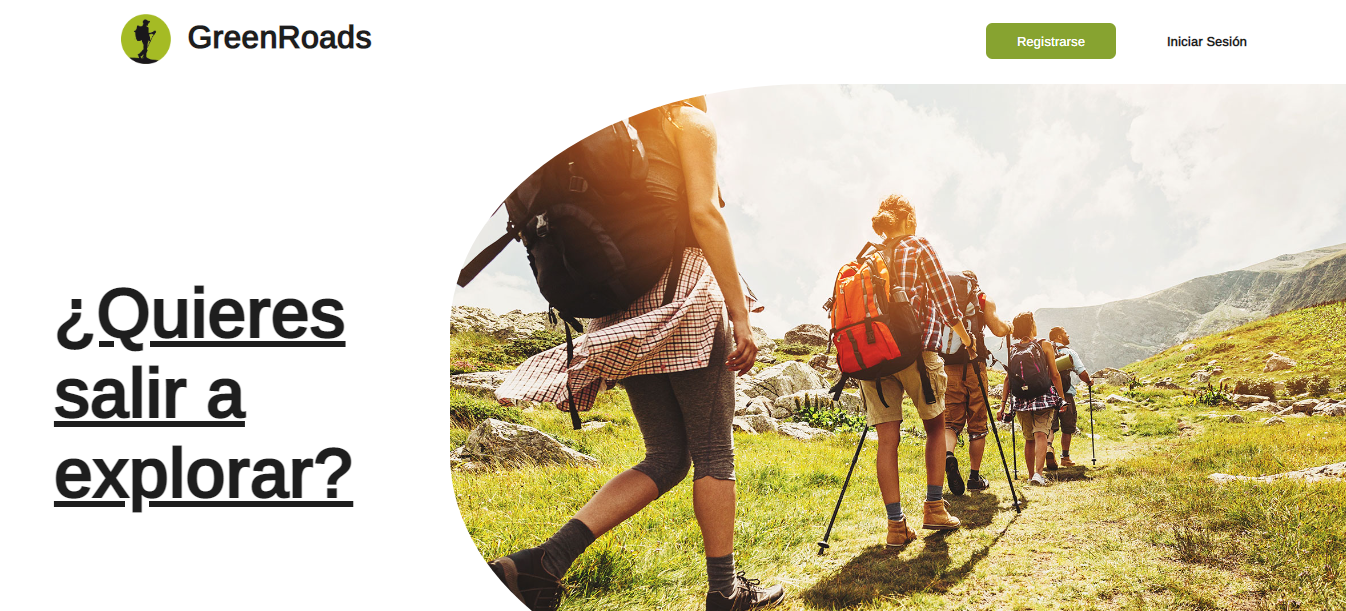 GreenRoads
Registrarse
Iniciar Sesión
¿Quieres
salir a
explorar?